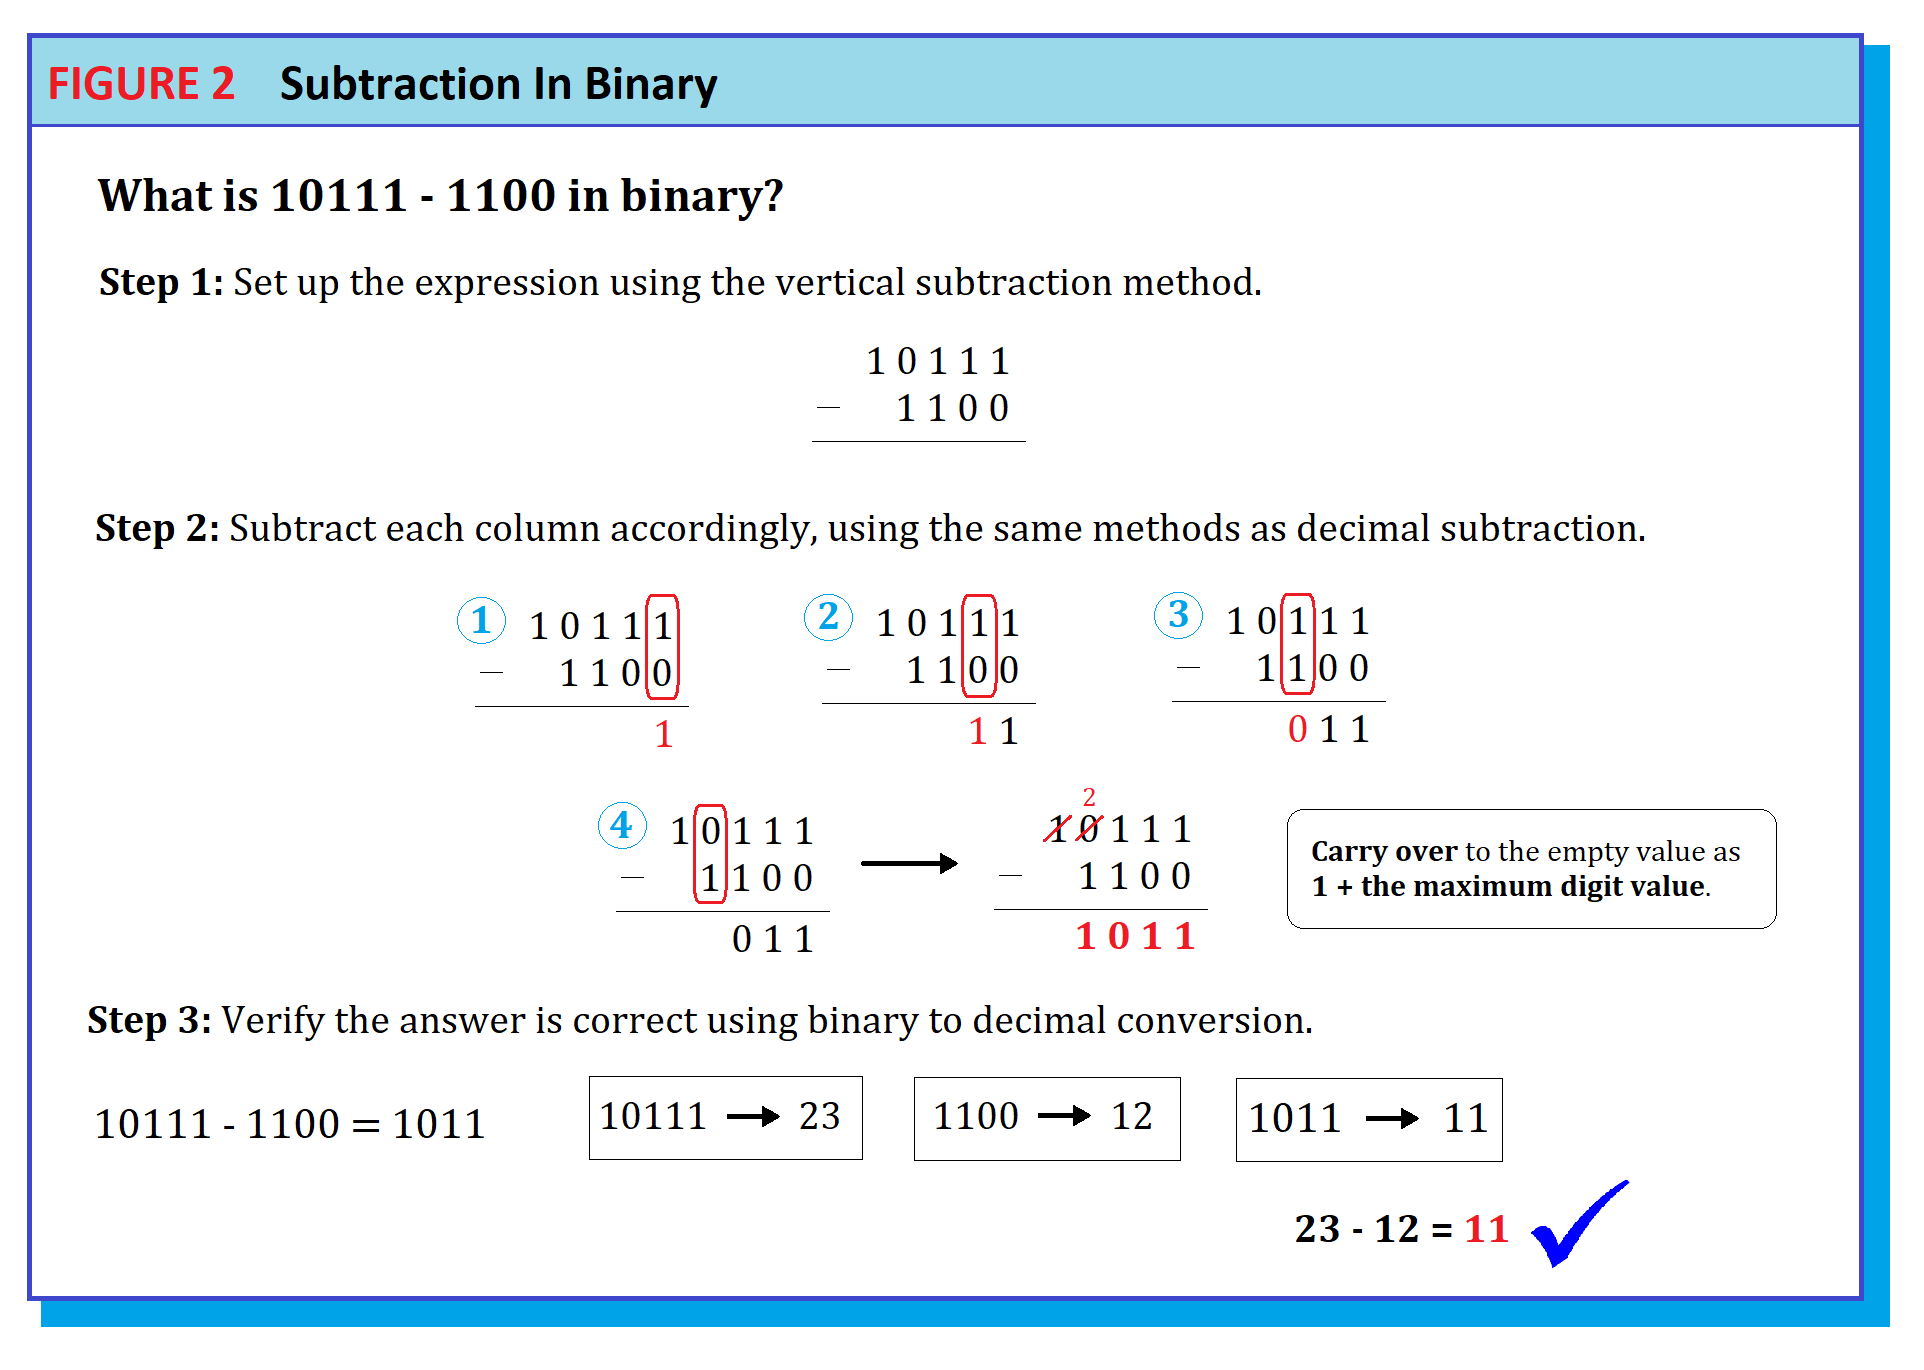 FIGURE 2 Subtraction In Binary
What is 10111 - 1100 in binary?
Step 1: Set up the expression using the vertical subtraction method.
1 0 1 1 1
– 1 1 0 0
Step 2: Subtract each column accordingly, using the same methods as decimal subtraction.
1 1 0 1 1 1
– 1 1 0 0
1
2 1 0 1 1 1
– 1 1 0 0
1 1
3 1 0 1 1 1
– 1 1 0 0
0 1 1
4 1 0 1 1 1
– 1 1 0 0
0 1 1
2
1 0 1 1 1
– 1 1 0 0
1 0 1 1
Carry over to the empty value as
1 + the maximum digit value.
Step 3: Verify the answer is correct using binary to decimal conversion.
10111 - 1100 = 1011
10111 → 23
1100 → 12
1011 → 11
23 - 12 = 11